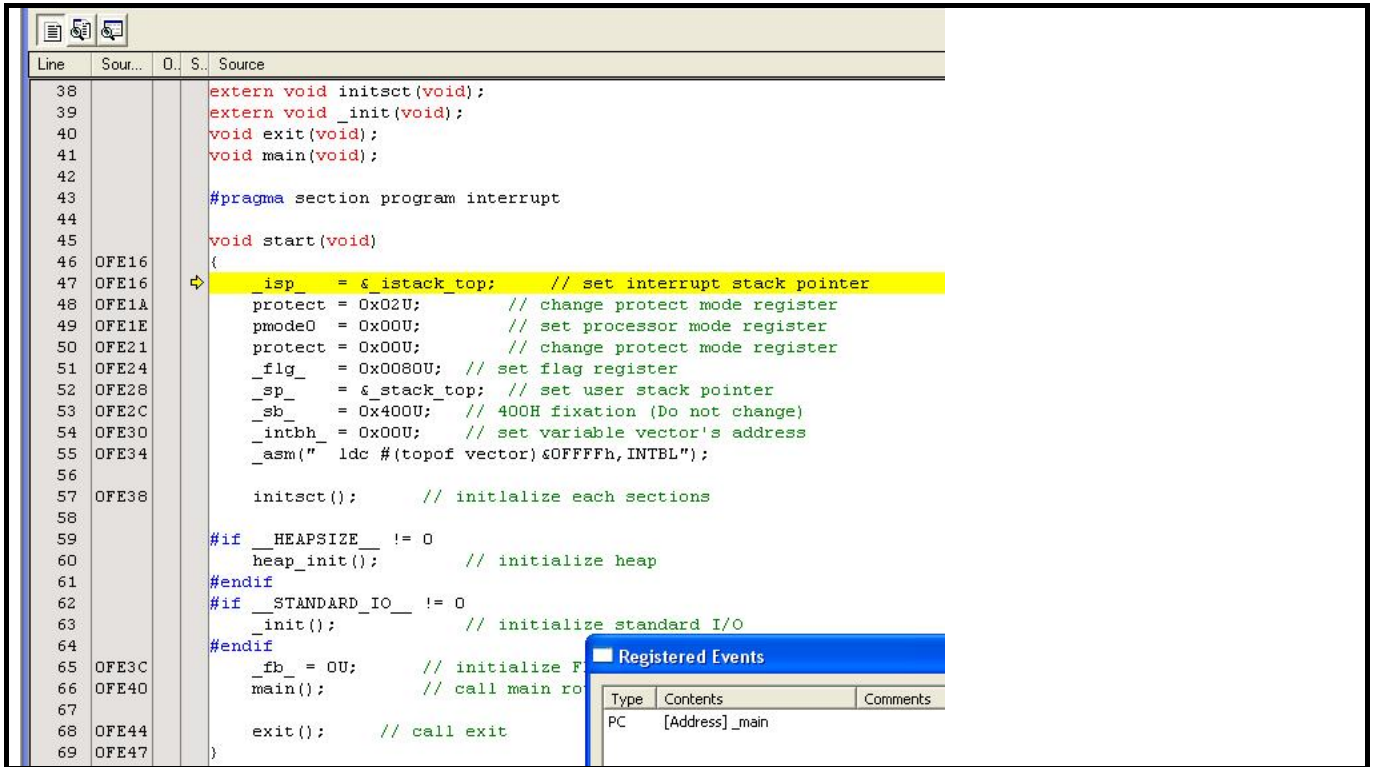 Line Sour... O.. S.. Source
38 extern void initsct(void);
39 extern void _init(void);
40 void exit(void);
41 void main(void);
42
43 #pragma section program interrupt
44
45 void start(void)
46 0FE16 {
47 0FE16 _isp_ = &_istack_top; // set interrupt stack pointer
48 0FE1A protect = 0x02U; // change protect mode register
49 0FE1E pmode0 = 0x00U; // set processor mode register
50 0FE21 protect = 0x00U; // change protect mode register
51 0FE24 _flg_ = 0x0080U; // set flag register
52 0FE28 _sp_ = &_stack_top; // set user stack pointer
53 0FE2C _sb_ = 0x400U; // 400H fixation (Do not change)
54 0FE30 _intbh_ = 0x00U; // set variable vector's address
55 0FE34 _asm(" ldc #(topof vector)&0FFFFh,INTBL");
56
57 0FE38 initsct(); // initlalize each sections
58
59 #if __HEAPSIZE__ != 0
60 heap_init(); // initialize heap
61 #endif
62 #if __STANDARD_IO__ != 0
63 _init(); // initialize standard I/O
64 #endif
65 0FE3C _fb_ = 0U; // initialize F
66 0FE40 main(); // call main ro
67
68 0FE44 exit(); // call exit
69 0FE47 }
Registered Events
Type Contents Comments
PC [Address] _main